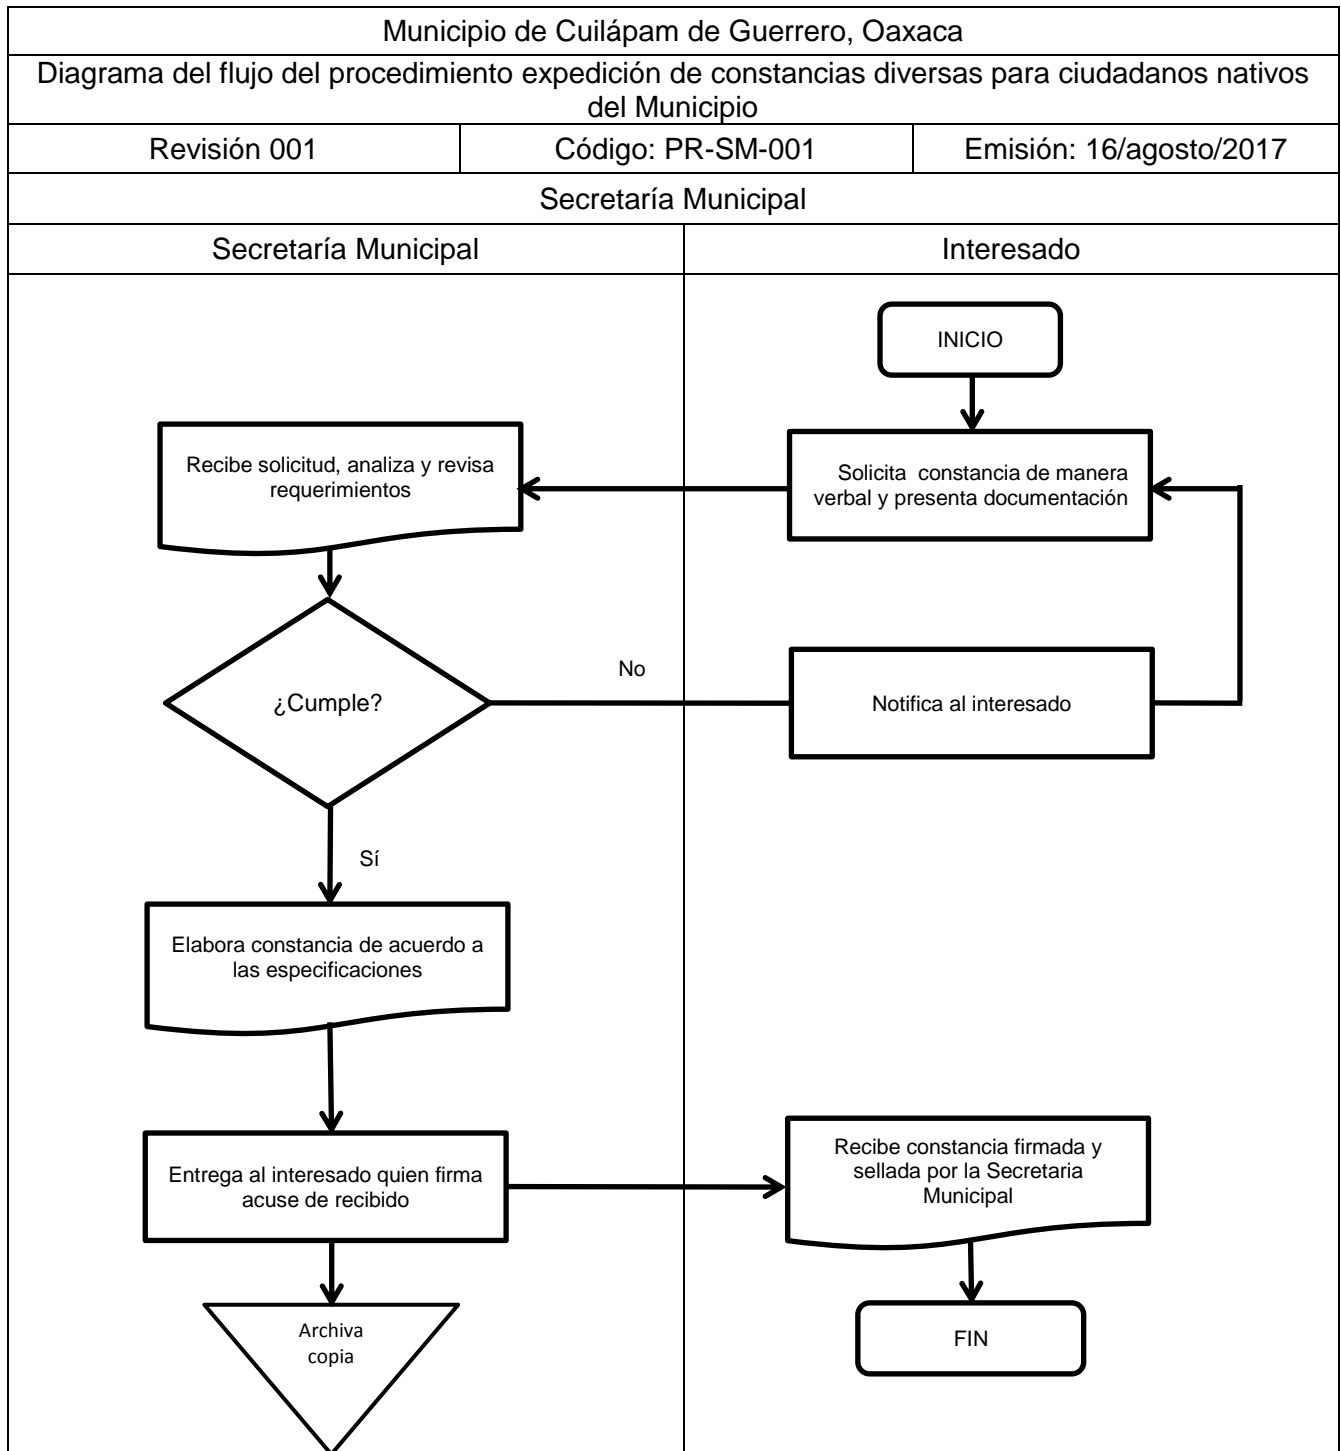 Municipio de Cuilápam de Guerrero, Oaxaca
Diagrama del flujo del procedimiento expedición de constancias diversas para ciudadanos nativos
del Municipio
Revisión 001
Código: PR-SM-001
Emisión: 16/agosto/2017
Secretaría Municipal
Secretaría Municipal
Interesado
INICIO
Solicita constancia de manera
verbal y presenta documentación
Recibe solicitud, analiza y revisa
requerimientos
¿Cumple?
No
Notifica al interesado
Sí
Elabora constancia de acuerdo a
las especificaciones
Entrega al interesado quien firma
acuse de recibido
Recibe constancia firmada y
sellada por la Secretaria
Municipal
Archiva
copia
FIN